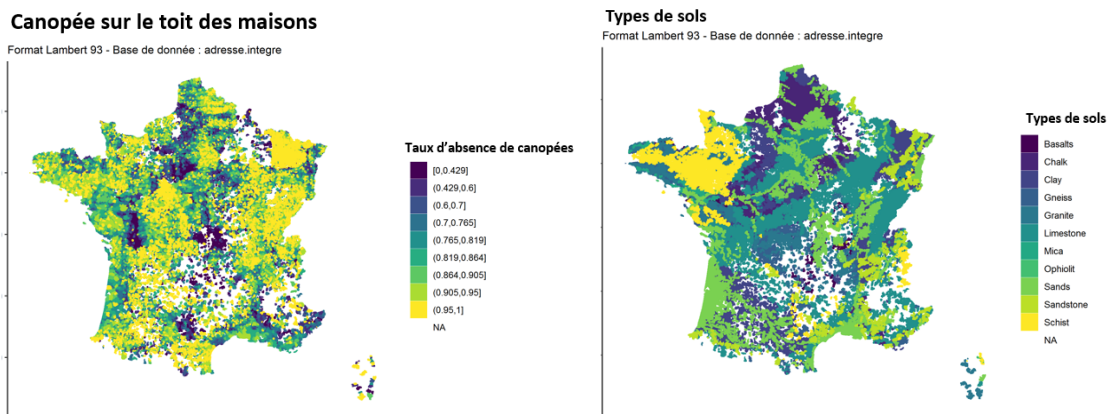 Canopée sur le toit des maisons
Format Lambert 93 - Base de donnée : adresse.integre
Taux d'absence de canopées
[0,0.429]
(0.429,0.6]
(0.6,0.7]
(0.7,0.765]
(0.765,0.819]
(0.819,0.864]
(0.864,0.905]
(0.905,0.95]
(0.95,1]
NA
Types de sols
Format Lambert 93 - Base de donnée : adresse.integre
Types de sols
Basalts
Chalk
Clay
Gneiss
Granite
Limestone
Mica
Ophiolit
Sands
Sandstone
Schist
NA